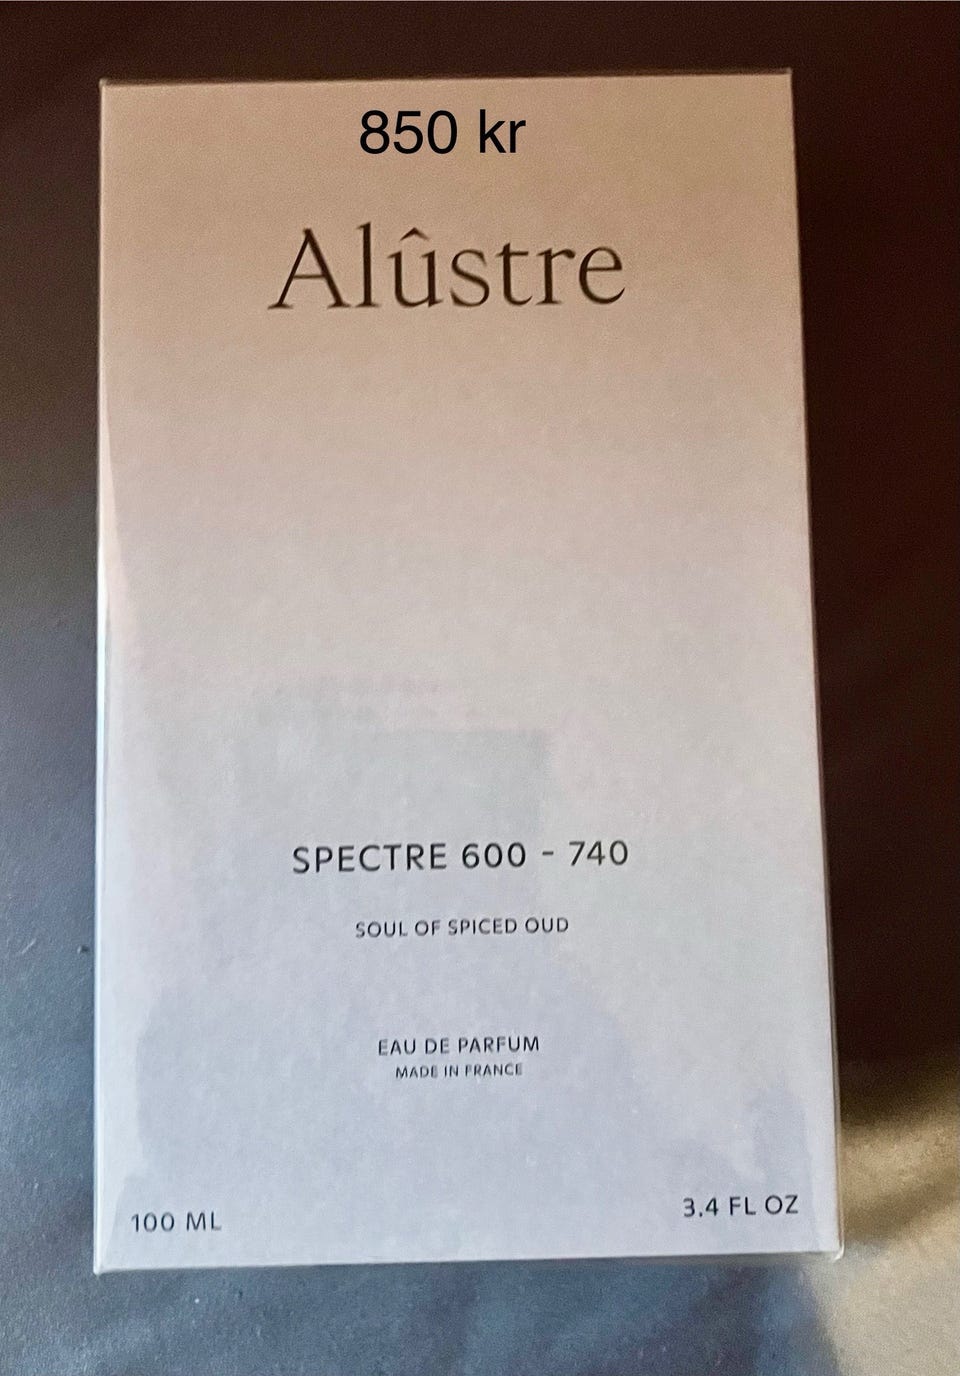 850 kr
Alûstre
SPECTRE 600 - 740
SOUL OF SPICED OUD
EAU DE PARFUM
MADE IN FRANCE
100 ML
3.4 FL OZ